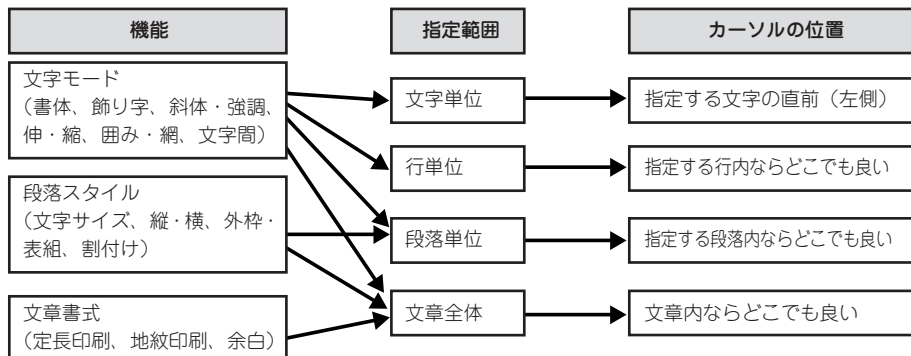 機能
指定範囲
カーソルの位置
文字モード
（書体、飾り字、斜体・強調、
伸・縮、囲み・網、文字間）
文字単位
指定する文字の直前（左側）
行単位
指定する行内ならどこでも良い
段落スタイル
（文字サイズ、縦・横、外枠・
表組、割付け）
段落単位
指定する段落内ならどこでも良い
文章書式
（定長印刷、地紋印刷、余白）
文章全体
文章内ならどこでも良い